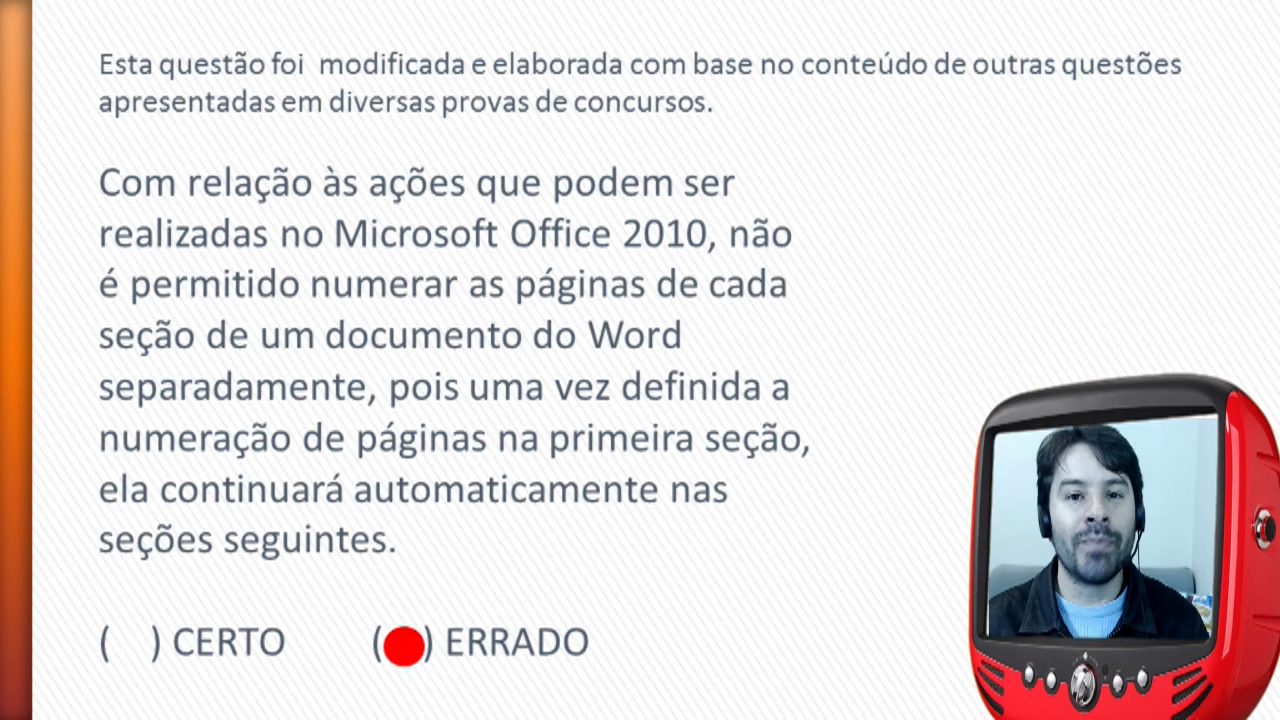 Esta questão foi modificada e elaborada com base no conteúdo de outras questões
apresentadas em diversas provas de concursos.
Com relação às ações que podem ser
realizadas no Microsoft Office 2010, não
é permitido numerar as páginas de cada
seção de um documento do Word
separadamente, pois uma vez definida a
numeração de páginas na primeira seção,
ela continuará automaticamente nas
seções seguintes.
( ) CERTO ( ) ERRADO